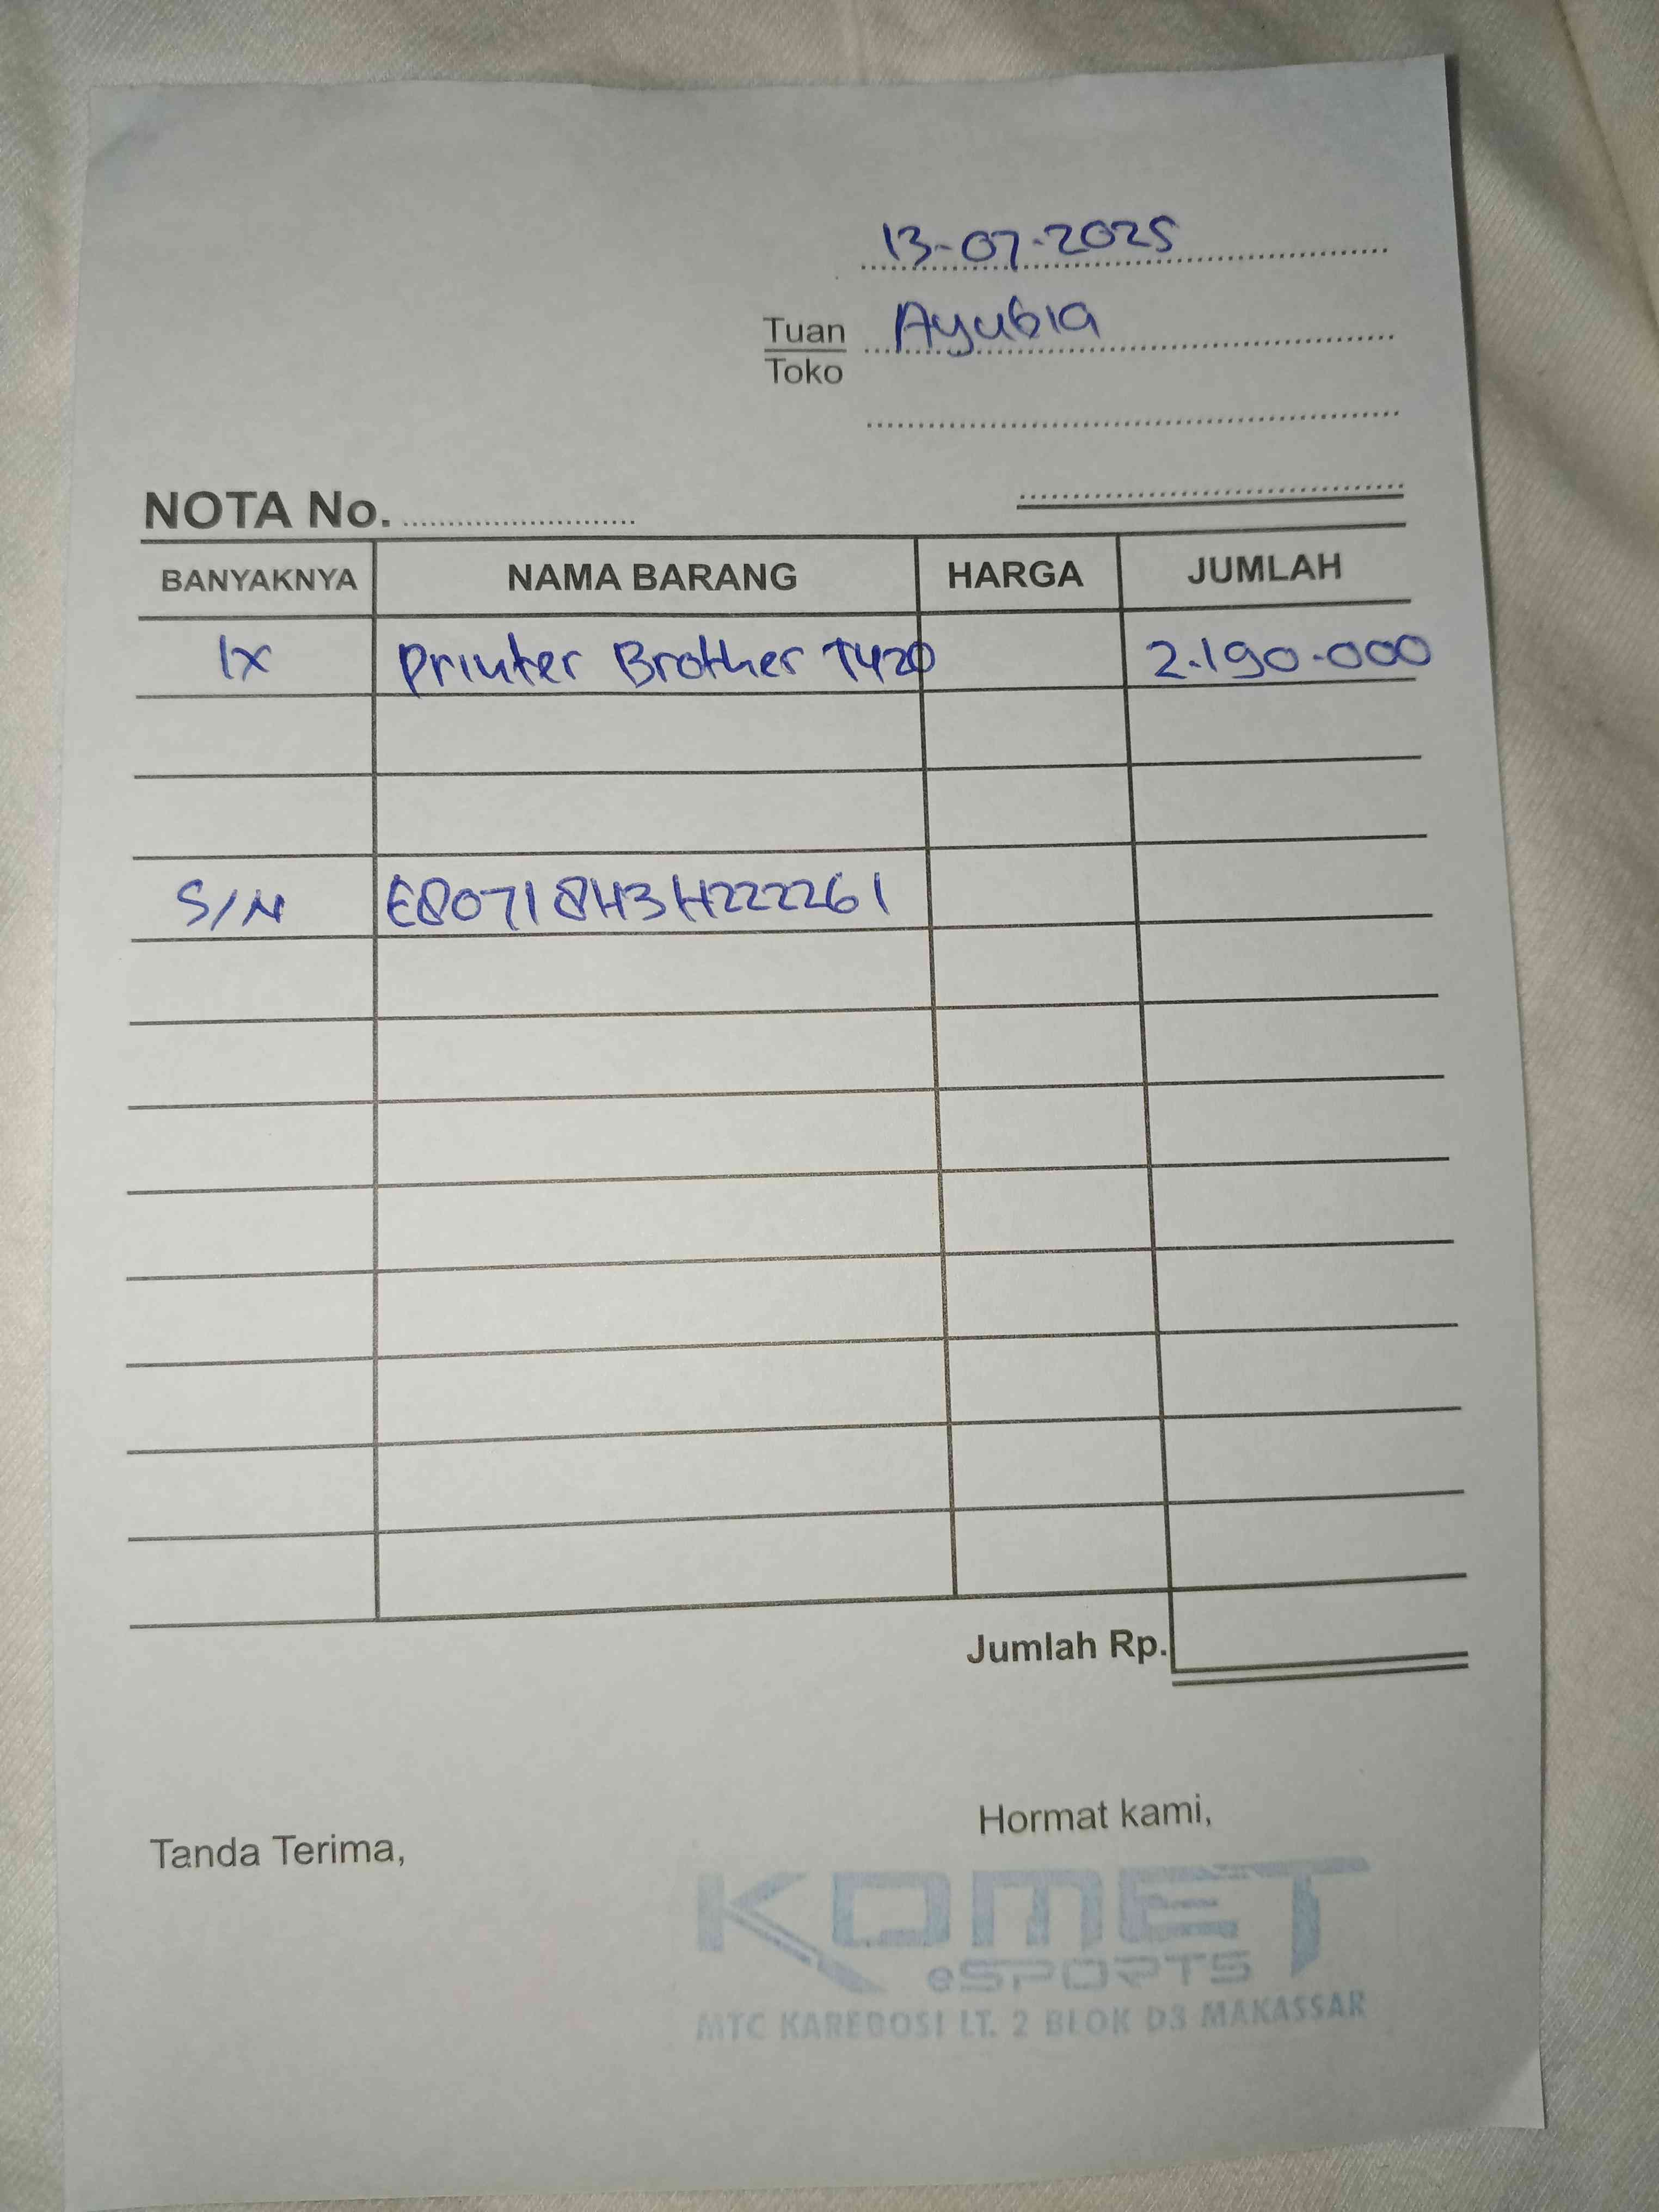 13-07-2025
Tuan Ayubia
Toko
NOTA No.
BANYAKNYA NAMA BARANG HARGA JUMLAH
1x Printer Brother T420 2.190.000
S/N E80718H3H222261
Jumlah Rp.
Tanda Terima, Hormat kami,
KOMET
eSPORTS
MTC KAREBOSI LT. 2 BLOK D3 MAKASSAR